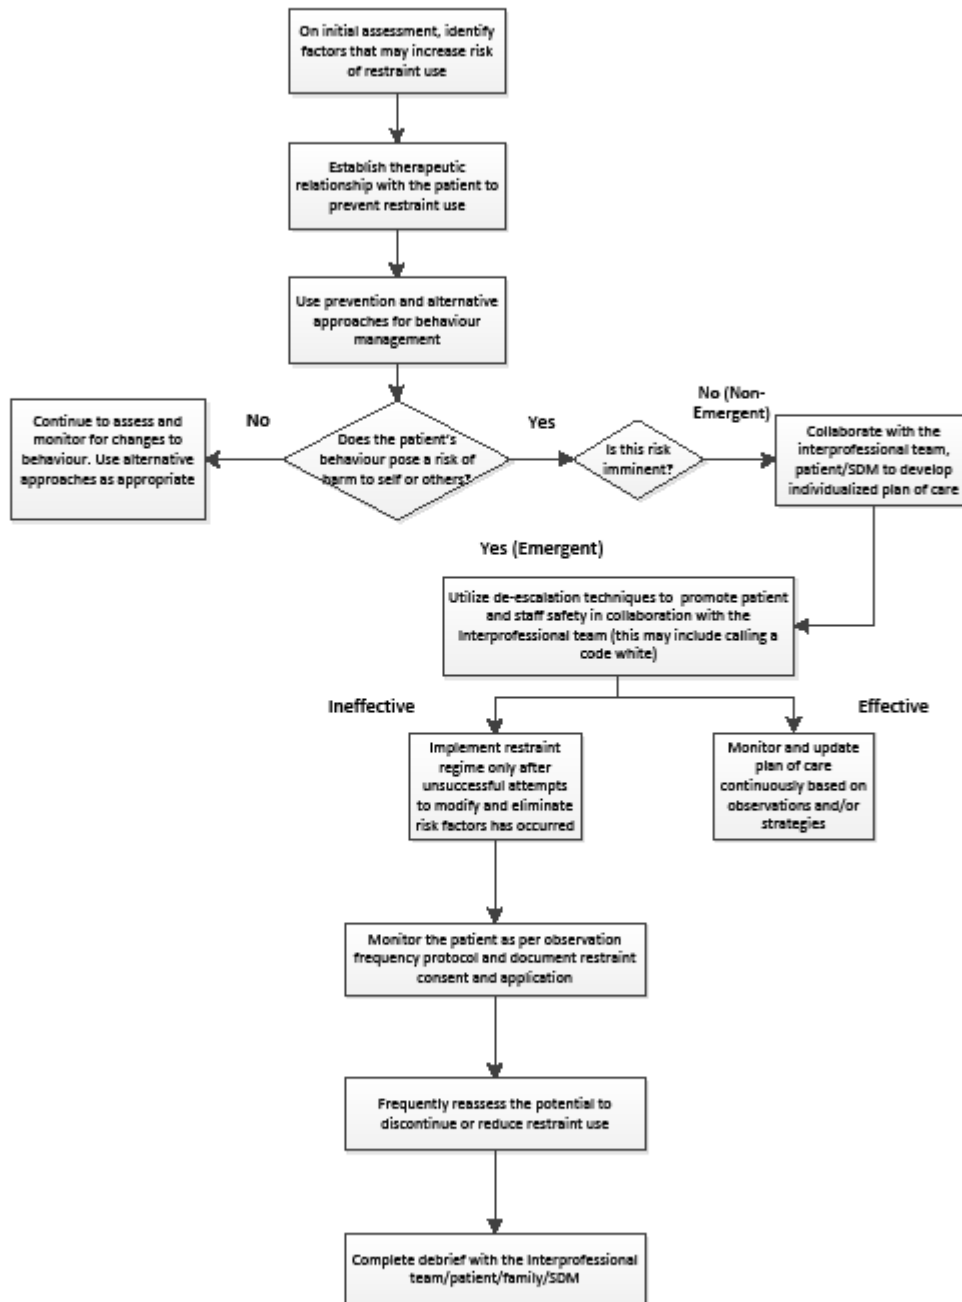 On initial assessment, identify
factors that may increase risk
of restraint use
Establish therapeutic
relationship with the patient to
prevent restraint use
Use prevention and alternative
approaches for behaviour
management
Continue to assess and
monitor for changes to
behaviour. Use alternative
approaches as appropriate
No
Does the patient's
behaviour pose a risk of
harm to self or others?
Yes
Is this risk
imminent?
No (Non-
Emergent)
Collaborate with the
interprofessional team,
patient/SDM to develop
individualized plan of care
Yes (Emergent)
Utilize de-escalation techniques to promote patient
and staff safety in collaboration with the
Interprofessional team (this may include calling a
code white)
Ineffective
Effective
Implement restraint
regime only after
unsuccessful attempts
to modify and eliminate
risk factors has occurred
Monitor and update
plan of care
continuously based on
observations and/or
strategies
Monitor the patient as per observation
frequency protocol and document restraint
consent and application
Frequently reassess the potential to
discontinue or reduce restraint use
Complete debrief with the Interprofessional
team/patient/family/SDM